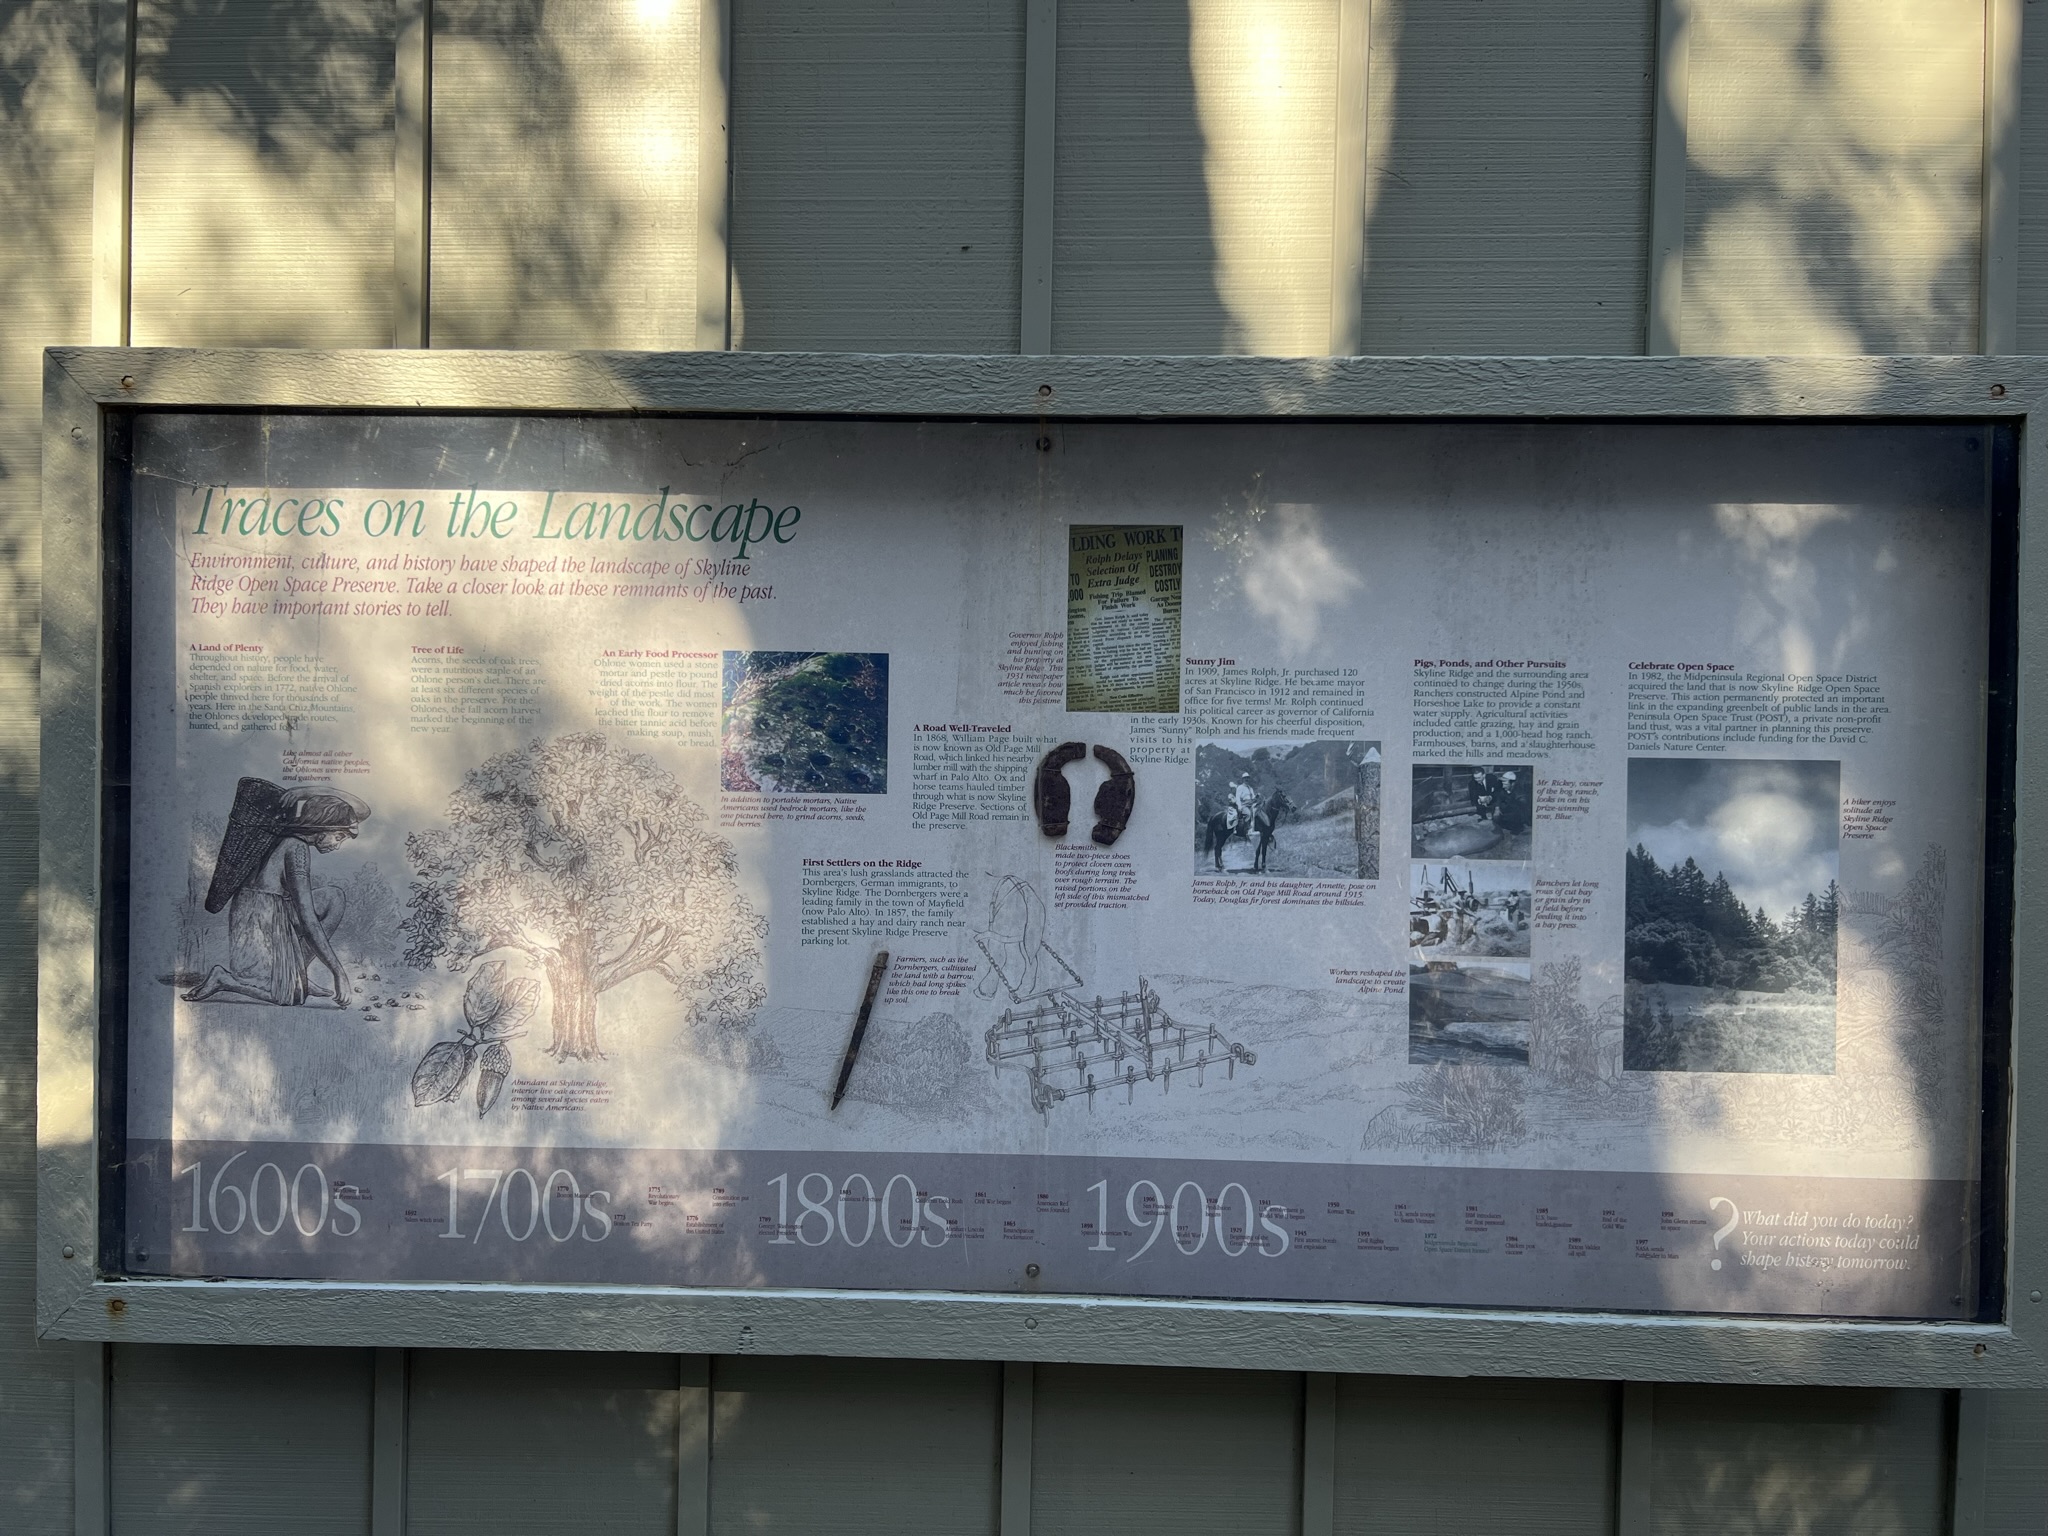 Traces on the Landscape
Environment, culture, and history have shaped the landscape of Skyline
Ridge Open Space Preserve. Take a closer look at these remnants of the past.
They have important stories to tell.
A Land of Plenty
Throughout history, people have
depended on nature for food, water,
shelter, and space. Before the arrival of
Spanish explorers in 1772, native Ohlone
people thrived here for thousands of
years. Here in the Santa Cruz Mountains,
the Ohlones developed trade routes,
hunted, and gathered food.
Like almost all other
California native peoples,
the Ohlones were hunters
and gatherers.
Tree of Life
Acorns, the seeds of oak trees,
were a nutritious staple of an
Ohlone person's diet. There are
at least six different species of
oaks in the preserve. For the
Ohlones, the fall acorn harvest
marked the beginning of the
new year.
Abundant at Skyline Ridge,
interior live oak acorns were
among several species eaten
by Native Americans.
An Early Food Processor
Ohlone women used a stone
mortar and pestle to pound
dried acorns into flour. The
weight of the pestle did most
of the work. The women
leached the flour to remove
the bitter tannic acid before
making soup, mush,
or bread.
In addition to portable mortars, Native
Americans used bedrock mortars, like the
one pictured here, to grind acorns, seeds,
and berries.
First Settlers on the Ridge
This area's lush grasslands attracted the
Dornbergers, German immigrants, to
Skyline Ridge. The Dornbergers were a
leading family in the town of Mayfield
(now Palo Alto). In 1857, the family
established a hay and dairy ranch near
the present Skyline Ridge Preserve
parking lot.
Farmers, such as the
Dornbergers, cultivated
the land with a harrow,
which had long spikes
like this one to break
up soil.
A Road Well-Traveled
In 1868, William Page built what
is now known as Old Page Mill
Road, which linked his nearby
lumber mill with the shipping
wharf in Palo Alto. Ox and
horse teams hauled timber
through what is now Skyline
Ridge Preserve. Sections of
Old Page Mill Road remain in
the preserve.
Blacksmiths
made two-piece shoes
to protect cloven oxen
hoofs during long treks
over rough terrain. The
raised portions on the
left side of this mismatched
set provided traction.
Governor Rolph
enjoyed fishing
and hunting on
his property at
Skyline Ridge. This
1931 newspaper
article reveals how
much he favored
this pastime.
LDING WORK TO
Rolph Delays
Selection Of
Extra Judge
Fishing Trip Blamed
For Failure To
Finish Work
PLANING
DESTROY
COSTLY
TO
000
Sunny Jim
In 1909, James Rolph, Jr. purchased 120
acres at Skyline Ridge. He became mayor
of San Francisco in 1912 and remained in
office for five terms! Mr. Rolph continued
his political career as governor of California
in the early 1930s. Known for his cheerful disposition,
James "Sunny" Rolph and his friends made frequent
visits to his
property at
Skyline Ridge.
James Rolph, Jr. and his daughter, Annette, pose on
horseback on Old Page Mill Road around 1915.
Today, Douglas fir forest dominates the hillsides.
Pigs, Ponds, and Other Pursuits
Skyline Ridge and the surrounding area
continued to change during the 1950s.
Ranchers constructed Alpine Pond and
Horseshoe Lake to provide a constant
water supply. Agricultural activities
included cattle grazing, hay and grain
production, and a 1,000-head hog ranch.
Farmhouses, barns, and a slaughterhouse
marked the hills and meadows.
Mr. Rickey, owner
of the hog ranch,
looks in on his
prize-winning
sow, Blue.
Ranchers let long
rows of cut hay
or grain dry in
a field before
feeding it into
a hay press.
Workers reshaped the
landscape to create
Alpine Pond.
Celebrate Open Space
In 1982, the Midpeninsula Regional Open Space District
acquired the land that is now Skyline Ridge Open Space
Preserve. This action permanently protected an important
link in the expanding greenbelt of public lands in the area.
Peninsula Open Space Trust (POST), a private non-profit
land trust, was a vital partner in planning this preserve.
POST's contributions include funding for the David C.
Daniels Nature Center.
A hiker enjoys
solitude at
Skyline Ridge
Open Space
Preserve.
1600s
1700s
1800s
1900s
?
What did you do today?
Your actions today could
shape history tomorrow.